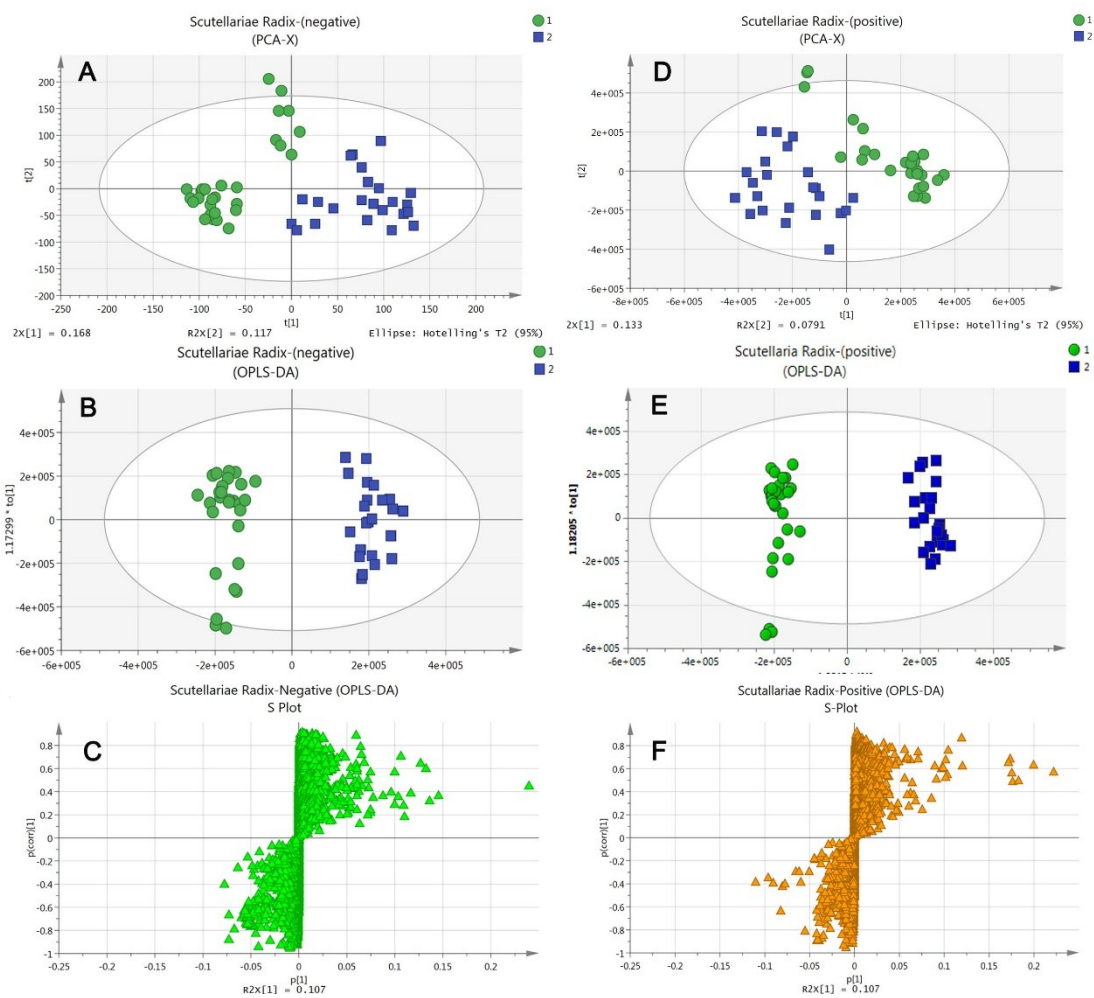 Scutellariae Radix-(negative)
(PCA-X)
1
2
A
200
150
100
50
0
-50
-100
-150
-200
t[2]
-250
-200
-150
-100
-50
0
50
100
150
200
250
t[1]
2X[1] = 0.168
R2X[2] = 0.117
Ellipse: Hotelling's T2 (95%)
Scutellariae Radix-(positive)
(PCA-X)
1
2
D
4e+005
2e+005
0
-2e+005
-4e+005
-6e+005
t[2]
-8e+005
-6e+005
-4e+005
-2e+005
0
2e+005
4e+005
6e+005
8e+005
t[1]
2X[1] = 0.133
R2X[2] = 0.0791
Ellipse: Hotelling's T2 (95%)
Scutellariae Radix-(negative)
(OPLS-DA)
1
2
B
4e+005
2e+005
0
-2e+005
-4e+005
-6e+005
1.17299 * to[1]
-6e+005
-4e+005
-2e+005
0
2e+005
4e+005
6e+005
Scutellaria Radix-(positive)
(OPLS-DA)
1
2
E
4e+005
2e+005
0
-2e+005
-4e+005
-6e+005
1.18205 * to[1]
-6e+005
-4e+005
-2e+005
0
2e+005
4e+005
6e+005
Scutellariae Radix-Negative (OPLS-DA)
S Plot
C
0.8
0.6
0.4
0.2
0
-0.2
-0.4
-0.6
-0.8
-1
p(corr)[1]
-0.25
-0.2
-0.15
-0.1
-0.05
0
0.05
0.1
0.15
0.2
p[1]
R2X[1] = 0.107
Scutallariae Radix-Positive (OPLS-DA)
S-Plot
F
0.8
0.6
0.4
0.2
0
-0.2
-0.4
-0.6
-0.8
-1
p(corr)[1]
-0.25
-0.2
-0.15
-0.1
-0.05
0
0.05
0.1
0.15
0.2
p[1]
R2X[1] = 0.107